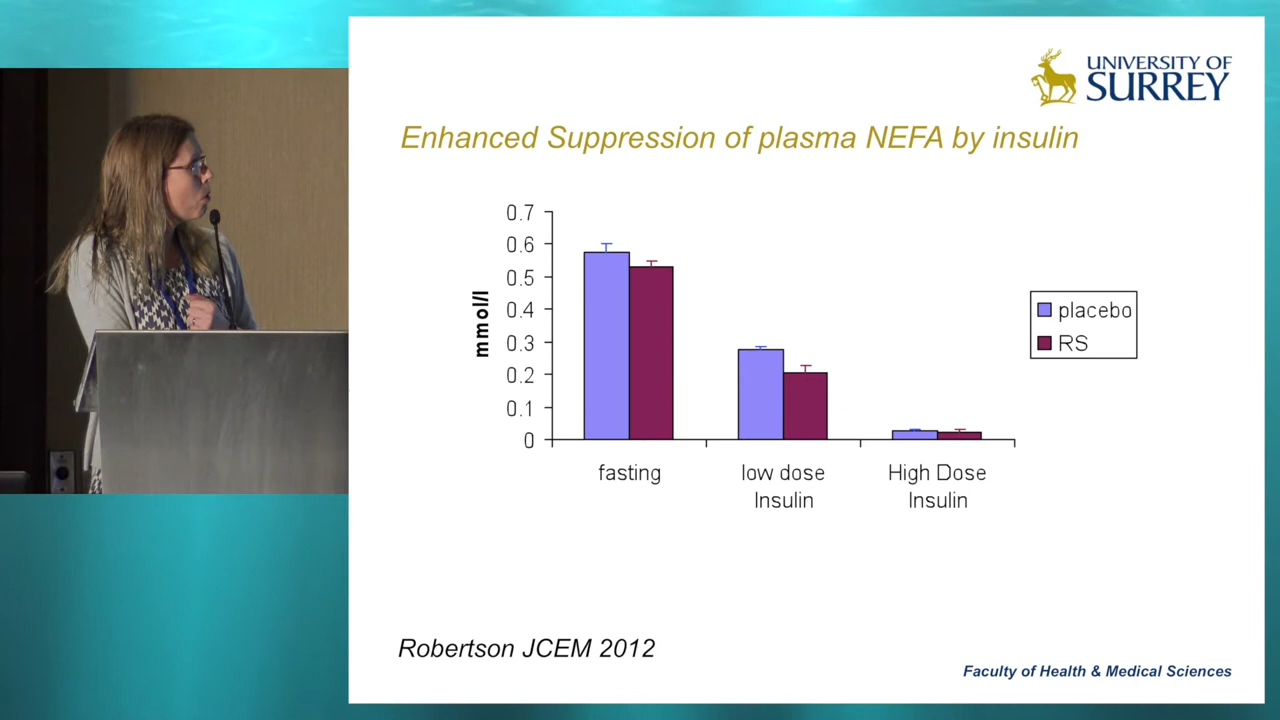 UNIVERSITY OF
SURREY
Enhanced Suppression of plasma NEFA by insulin
0.7
0.6
0.5
0.4
0.3
0.2
0.1
0
mmol/l
placebo
RS
fasting
low dose
Insulin
High Dose
Insulin
Robertson JCEM 2012
Faculty of Health & Medical Sciences